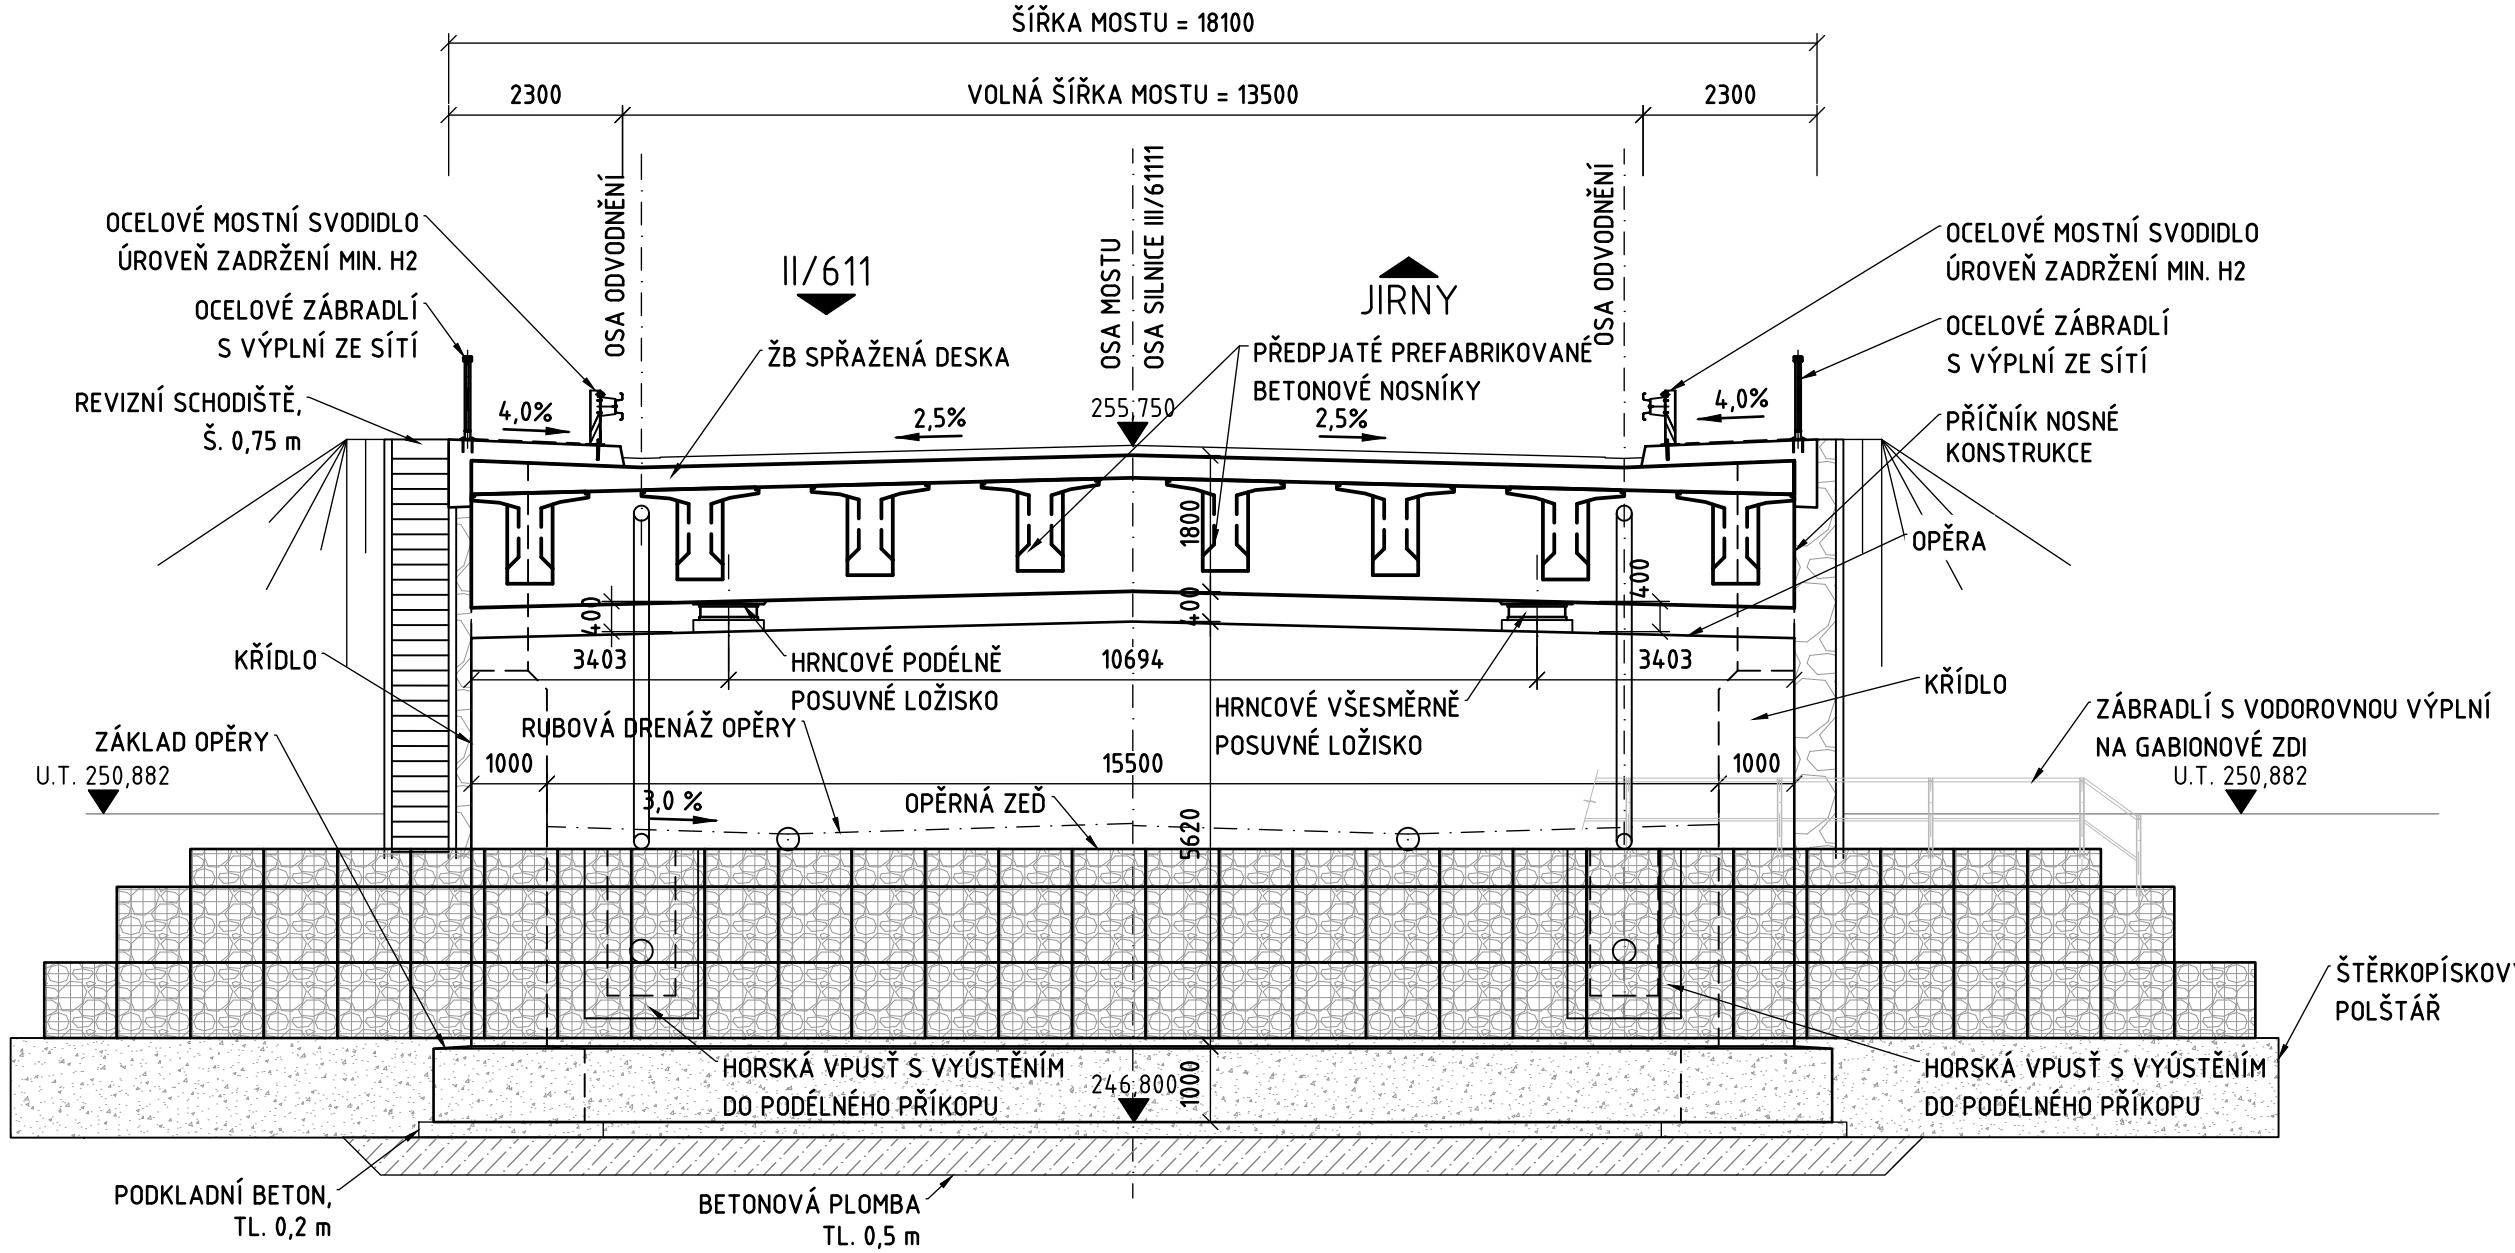 ŠÍŘKA MOSTU = 18100
2300
VOLNÁ ŠÍŘKA MOSTU = 13500
2300
OCELOVÉ MOSTNÍ SVODIDLO
ÚROVEŇ ZADRŽENÍ MIN. H2
OCELOVÉ ZÁBRADLÍ
S VÝPLNÍ ZE SÍTÍ
REVIZNÍ SCHODIŠTĚ,
Š. 0,75 m
OSA ODVODNĚNÍ
II/611
OSA MOSTU
OSA SILNICE III/61111
JIRNY
OSA ODVODNĚNÍ
OCELOVÉ MOSTNÍ SVODIDLO
ÚROVEŇ ZADRŽENÍ MIN. H2
OCELOVÉ ZÁBRADLÍ
S VÝPLNÍ ZE SÍTÍ
PŘÍČNÍK NOSNÉ
KONSTRUKCE
ŽB SPŘAŽENÁ DESKA
PŘEDPJATÉ PREFABRIKOVANÉ
BETONOVÉ NOSNÍKY
4,0%
2,5%
255,750
2,5%
4,0%
1800
OPĚRA
400
400
400
KŘÍDLO
3403
HRNCOVÉ PODÉLNĚ
POSUVNÉ LOŽISKO
10694
3403
HRNCOVÉ VŠESMĚRNĚ
POSUVNÉ LOŽISKO
KŘÍDLO
ZÁBRADLÍ S VODOROVNOU VÝPLNÍ
NA GABIONOVÉ ZDI
U.T. 250,882
RUBOVÁ DRENÁŽ OPĚRY
ZÁKLAD OPĚRY
U.T. 250,882
1000
15500
1000
3,0 %
OPĚRNÁ ZEĎ
5620
ŠTĚRKOPÍSKOVÝ
POLŠTÁŘ
HORSKÁ VPUSŤ S VYÚSTĚNÍM
DO PODÉLNÉHO PŘÍKOPU
246,800
1000
HORSKÁ VPUSŤ S VYÚSTĚNÍM
DO PODÉLNÉHO PŘÍKOPU
PODKLADNÍ BETON,
TL. 0,2 m
BETONOVÁ PLOMBA
TL. 0,5 m